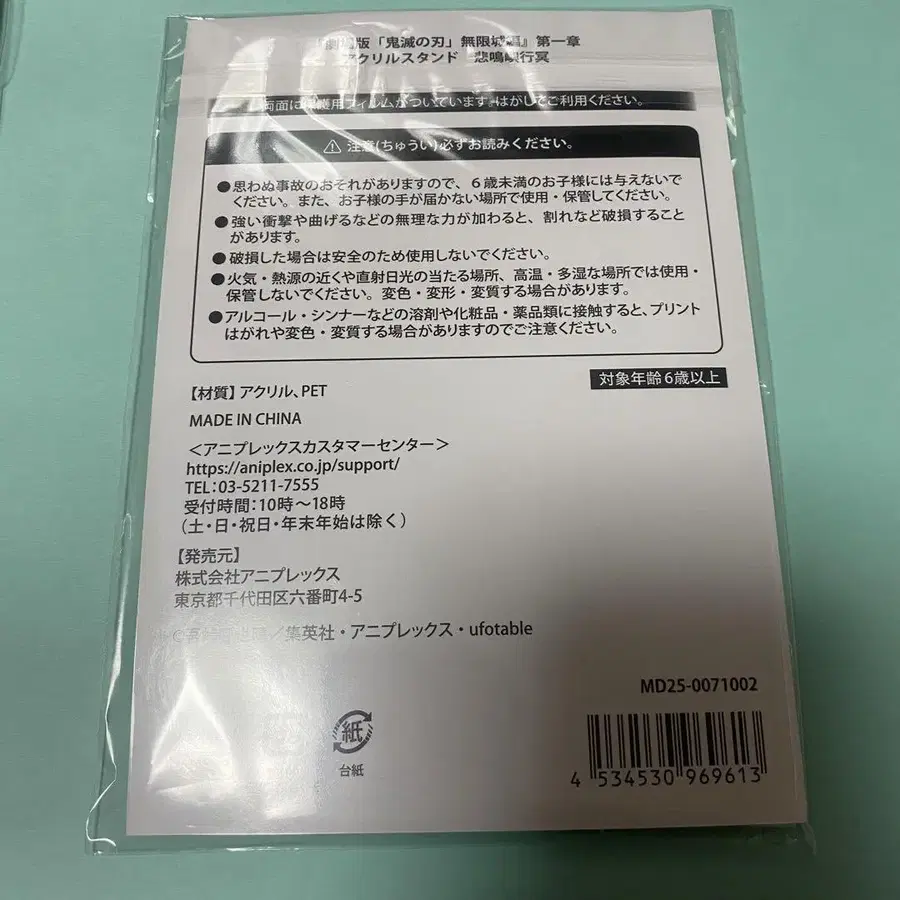 劇場版「鬼滅の刃」無限城編』第一章
アクリルスタンド 悲鳴嶼行冥
両面に保護用フィルムがついています。はがしてご利用ください。
⚠注意(ちゅうい)必ずお読みください。
●思わぬ事故のおそれがありますので、6歳未満のお子様には与えないで
ください。また、お子様の手が届かない場所で使用・保管してください。
●強い衝撃や曲げるなどの無理な力が加わると、割れなど破損すること
があります。
●破損した場合は安全のため使用しないでください。
●火気・熱源の近くや直射日光の当たる場所、高温・多湿な場所では使用・
保管しないでください。変色・変形・変質する場合があります。
●アルコール・シンナーなどの溶剤や化粧品・薬品類に接触すると、プリント
はがれや変色・変質する場合がありますのでご注意ください。
対象年齢6歳以上
【材質】アクリル、PET
MADE IN CHINA
＜アニプレックスカスタマーセンター＞
https://aniplex.co.jp/support/
TEL:03-5211-7555
受付時間:10時～18時
(土・日・祝日・年末年始は除く)
【発売元】
株式会社アニプレックス
東京都千代田区六番町4-5
／集英社・アニプレックス・ufotable
MD25-0071002
紙
台紙
4 534530 969613